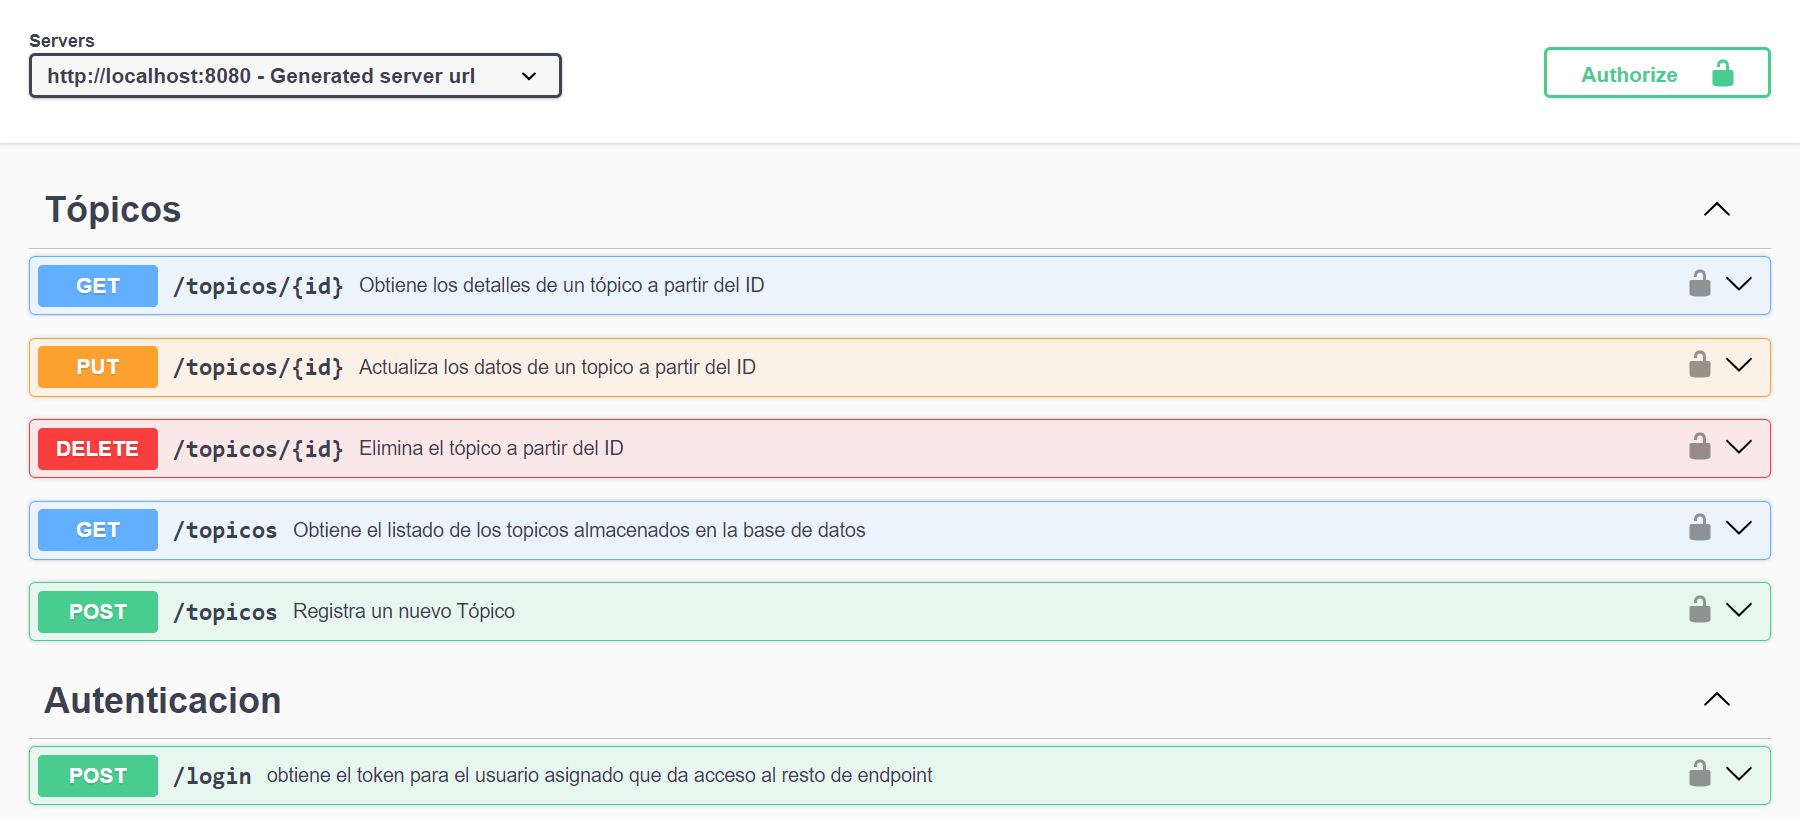 Servers
http://localhost:8080 - Generated server url
Authorize
Tópicos
GET /topicos/{id} Obtiene los detalles de un tópico a partir del ID
PUT /topicos/{id} Actualiza los datos de un topico a partir del ID
DELETE /topicos/{id} Elimina el tópico a partir del ID
GET /topicos Obtiene el listado de los topicos almacenados en la base de datos
POST /topicos Registra un nuevo Tópico
Autenticacion
POST /login obtiene el token para el usuario asignado que da acceso al resto de endpoint